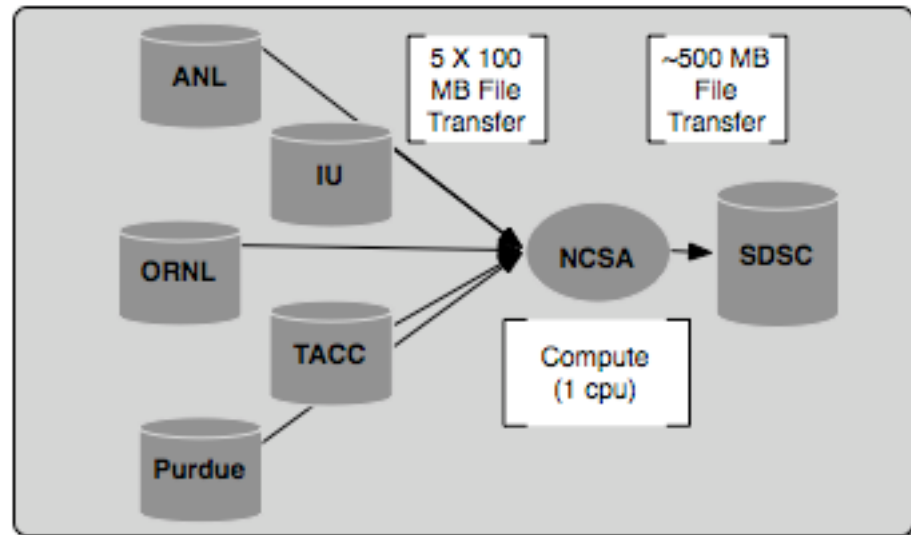 ANL
IU
ORNL
TACC
Purdue
5 X 100
MB File
Transfer
NCSA
Compute
(1 cpu)
~500 MB
File
Transfer
SDSC